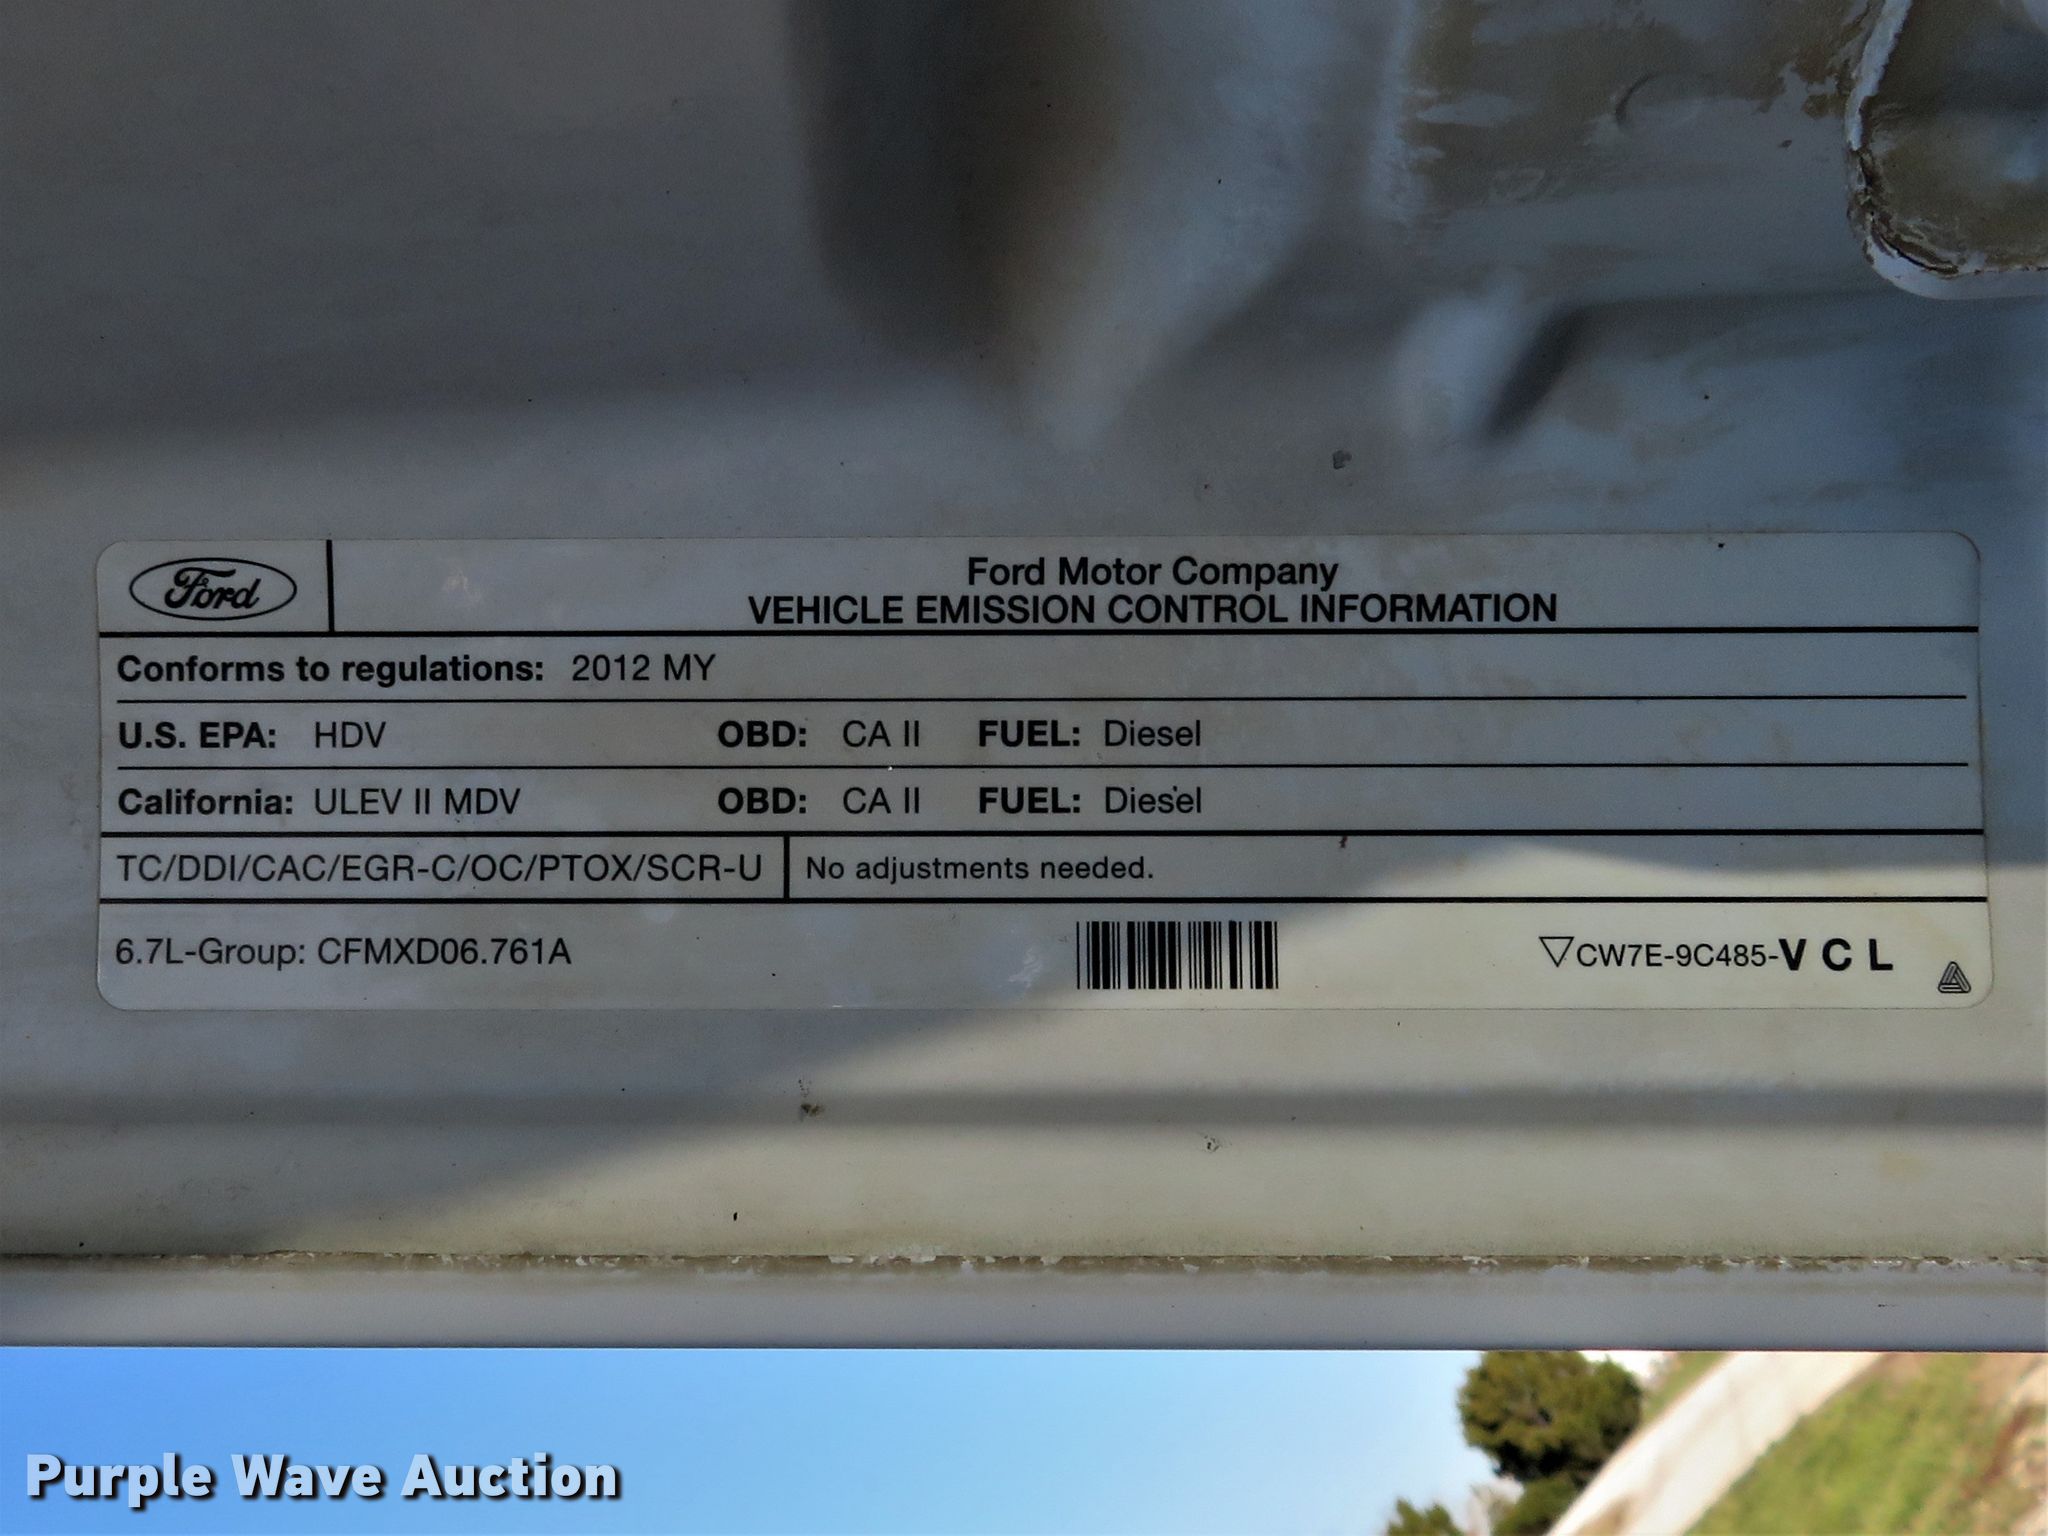 Ford
Ford Motor Company
VEHICLE EMISSION CONTROL INFORMATION
Conforms to regulations: 2012 MY
U.S. EPA: HDV OBD: CA II FUEL: Diesel
California: ULEV II MDV OBD: CA II FUEL: Diesel
TC/DDI/CAC/EGR-C/OC/PTOX/SCR-U No adjustments needed.
6.7L-Group: CFMXD06.761A ▽CW7E-9C485-V C L
Purple Wave Auction